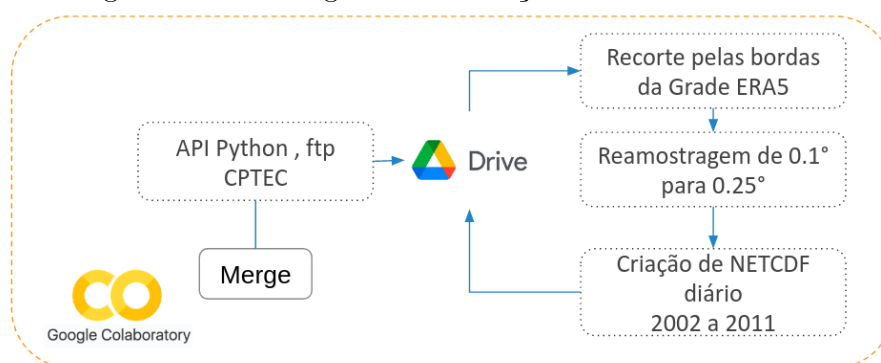 Recorte pelas bordas
da Grade ERA5
API Python , ftp
CPTEC
Drive
Reamostragem de 0.1°
para 0.25°
Merge
Criação de NETCDF
diário
2002 a 2011
Google Colaboratory